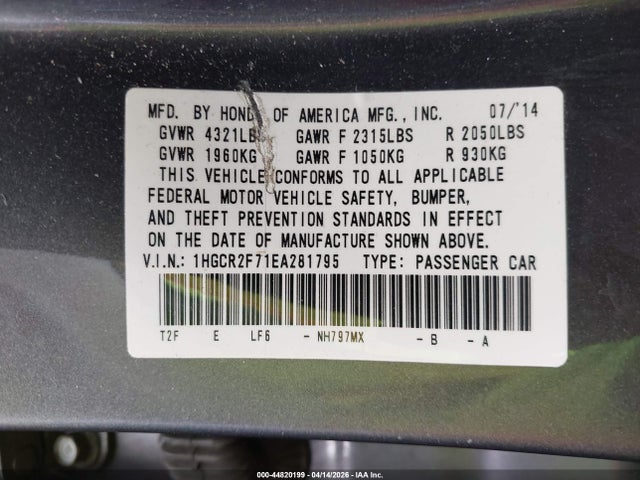 MFD. BY HONDA OF AMERICA MFG., INC. 07/'14
GVWR 4321LBS GAWR F 2315LBS R 2050LBS
GVWR 1960KG GAWR F 1050KG R 930KG
THIS VEHICLE CONFORMS TO ALL APPLICABLE
FEDERAL MOTOR VEHICLE SAFETY, BUMPER,
AND THEFT PREVENTION STANDARDS IN EFFECT
ON THE DATE OF MANUFACTURE SHOWN ABOVE.
V.I.N.: 1HGCR2F71EA281795 TYPE: PASSENGER CAR
T2F E LF6 - NH797MX - B - A
000-44820199 | 04/14/2026 | IAA Inc.